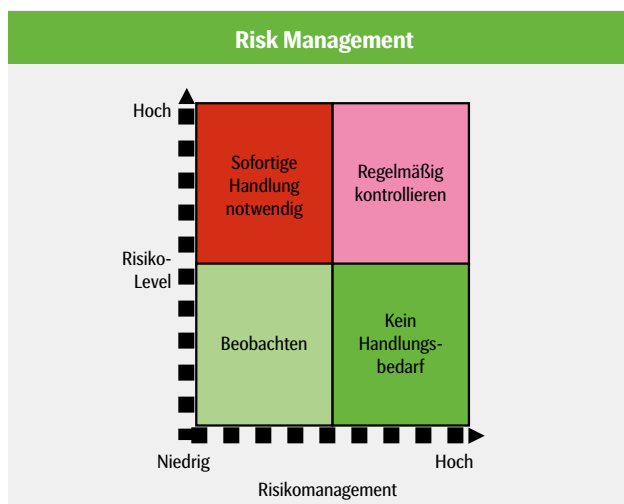 Risk Management
Hoch
Sofortige
Handlung
notwendig
Regelmäßig
kontrollieren
Risiko-
Level
Beobachten
Kein
Handlungs-
bedarf
Niedrig
Hoch
Risikomanagement